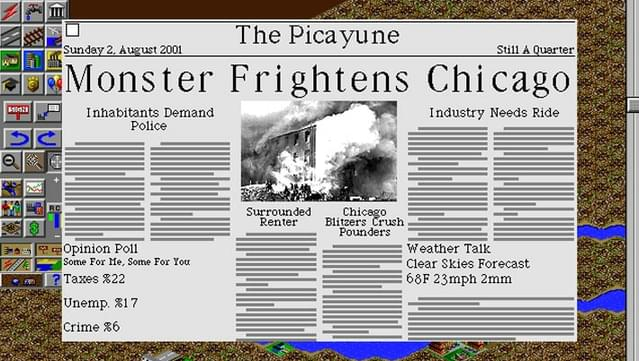 The Picayune
Sunday 2, August 2001
Still A Quarter
Monster Frightens Chicago
Inhabitants Demand
Police
Industry Needs Ride
Surrounded
Renter
Chicago
Blitzers Crush
Pounders
Opinion Poll
Some For Me, Some For You
Taxes %22
Unemp. %17
Crime %6
Weather Talk
Clear Skies Forecast
68F 23mph 2mm